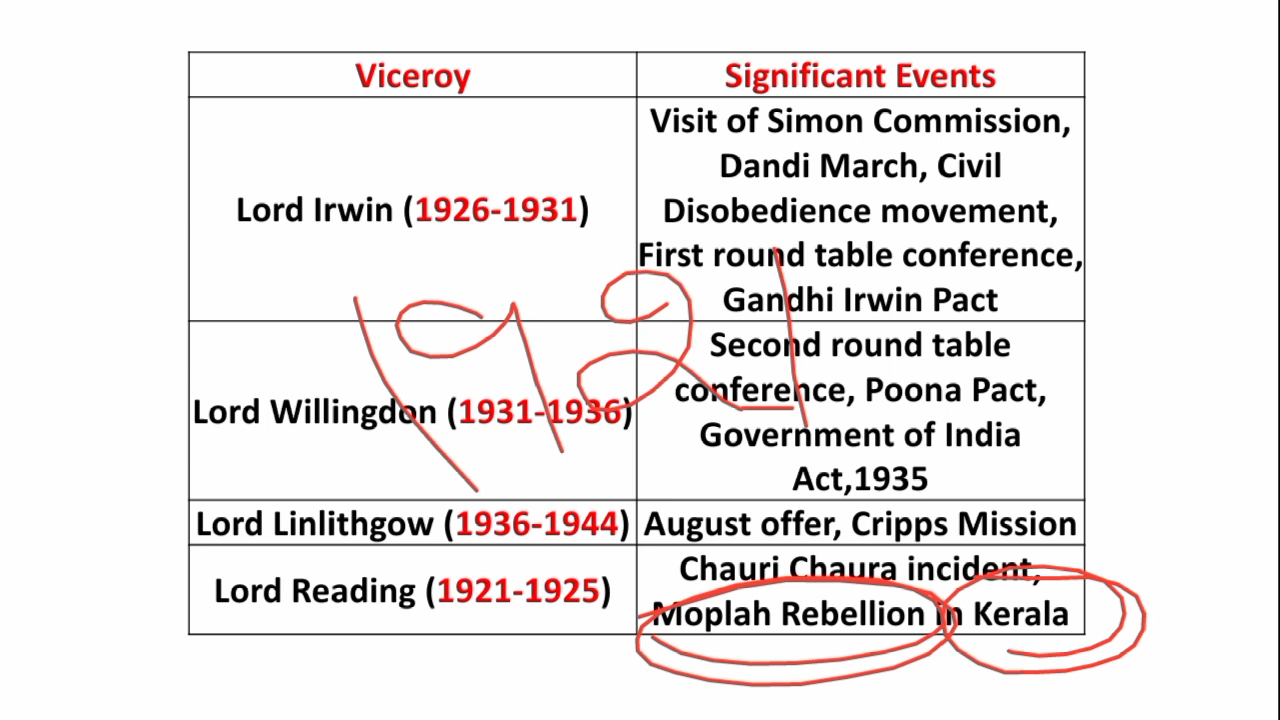 Viceroy
Significant Events
Lord Irwin (1926-1931)
Visit of Simon Commission,
Dandi March, Civil
Disobedience movement,
First round table conference,
Gandhi Irwin Pact
Lord Willingdon (1931-1936)
Second round table
conference, Poona Pact,
Government of India
Act,1935
Lord Linlithgow (1936-1944)
August offer, Cripps Mission
Lord Reading (1921-1925)
Chauri Chaura incident,
Moplah Rebellion in Kerala
1921